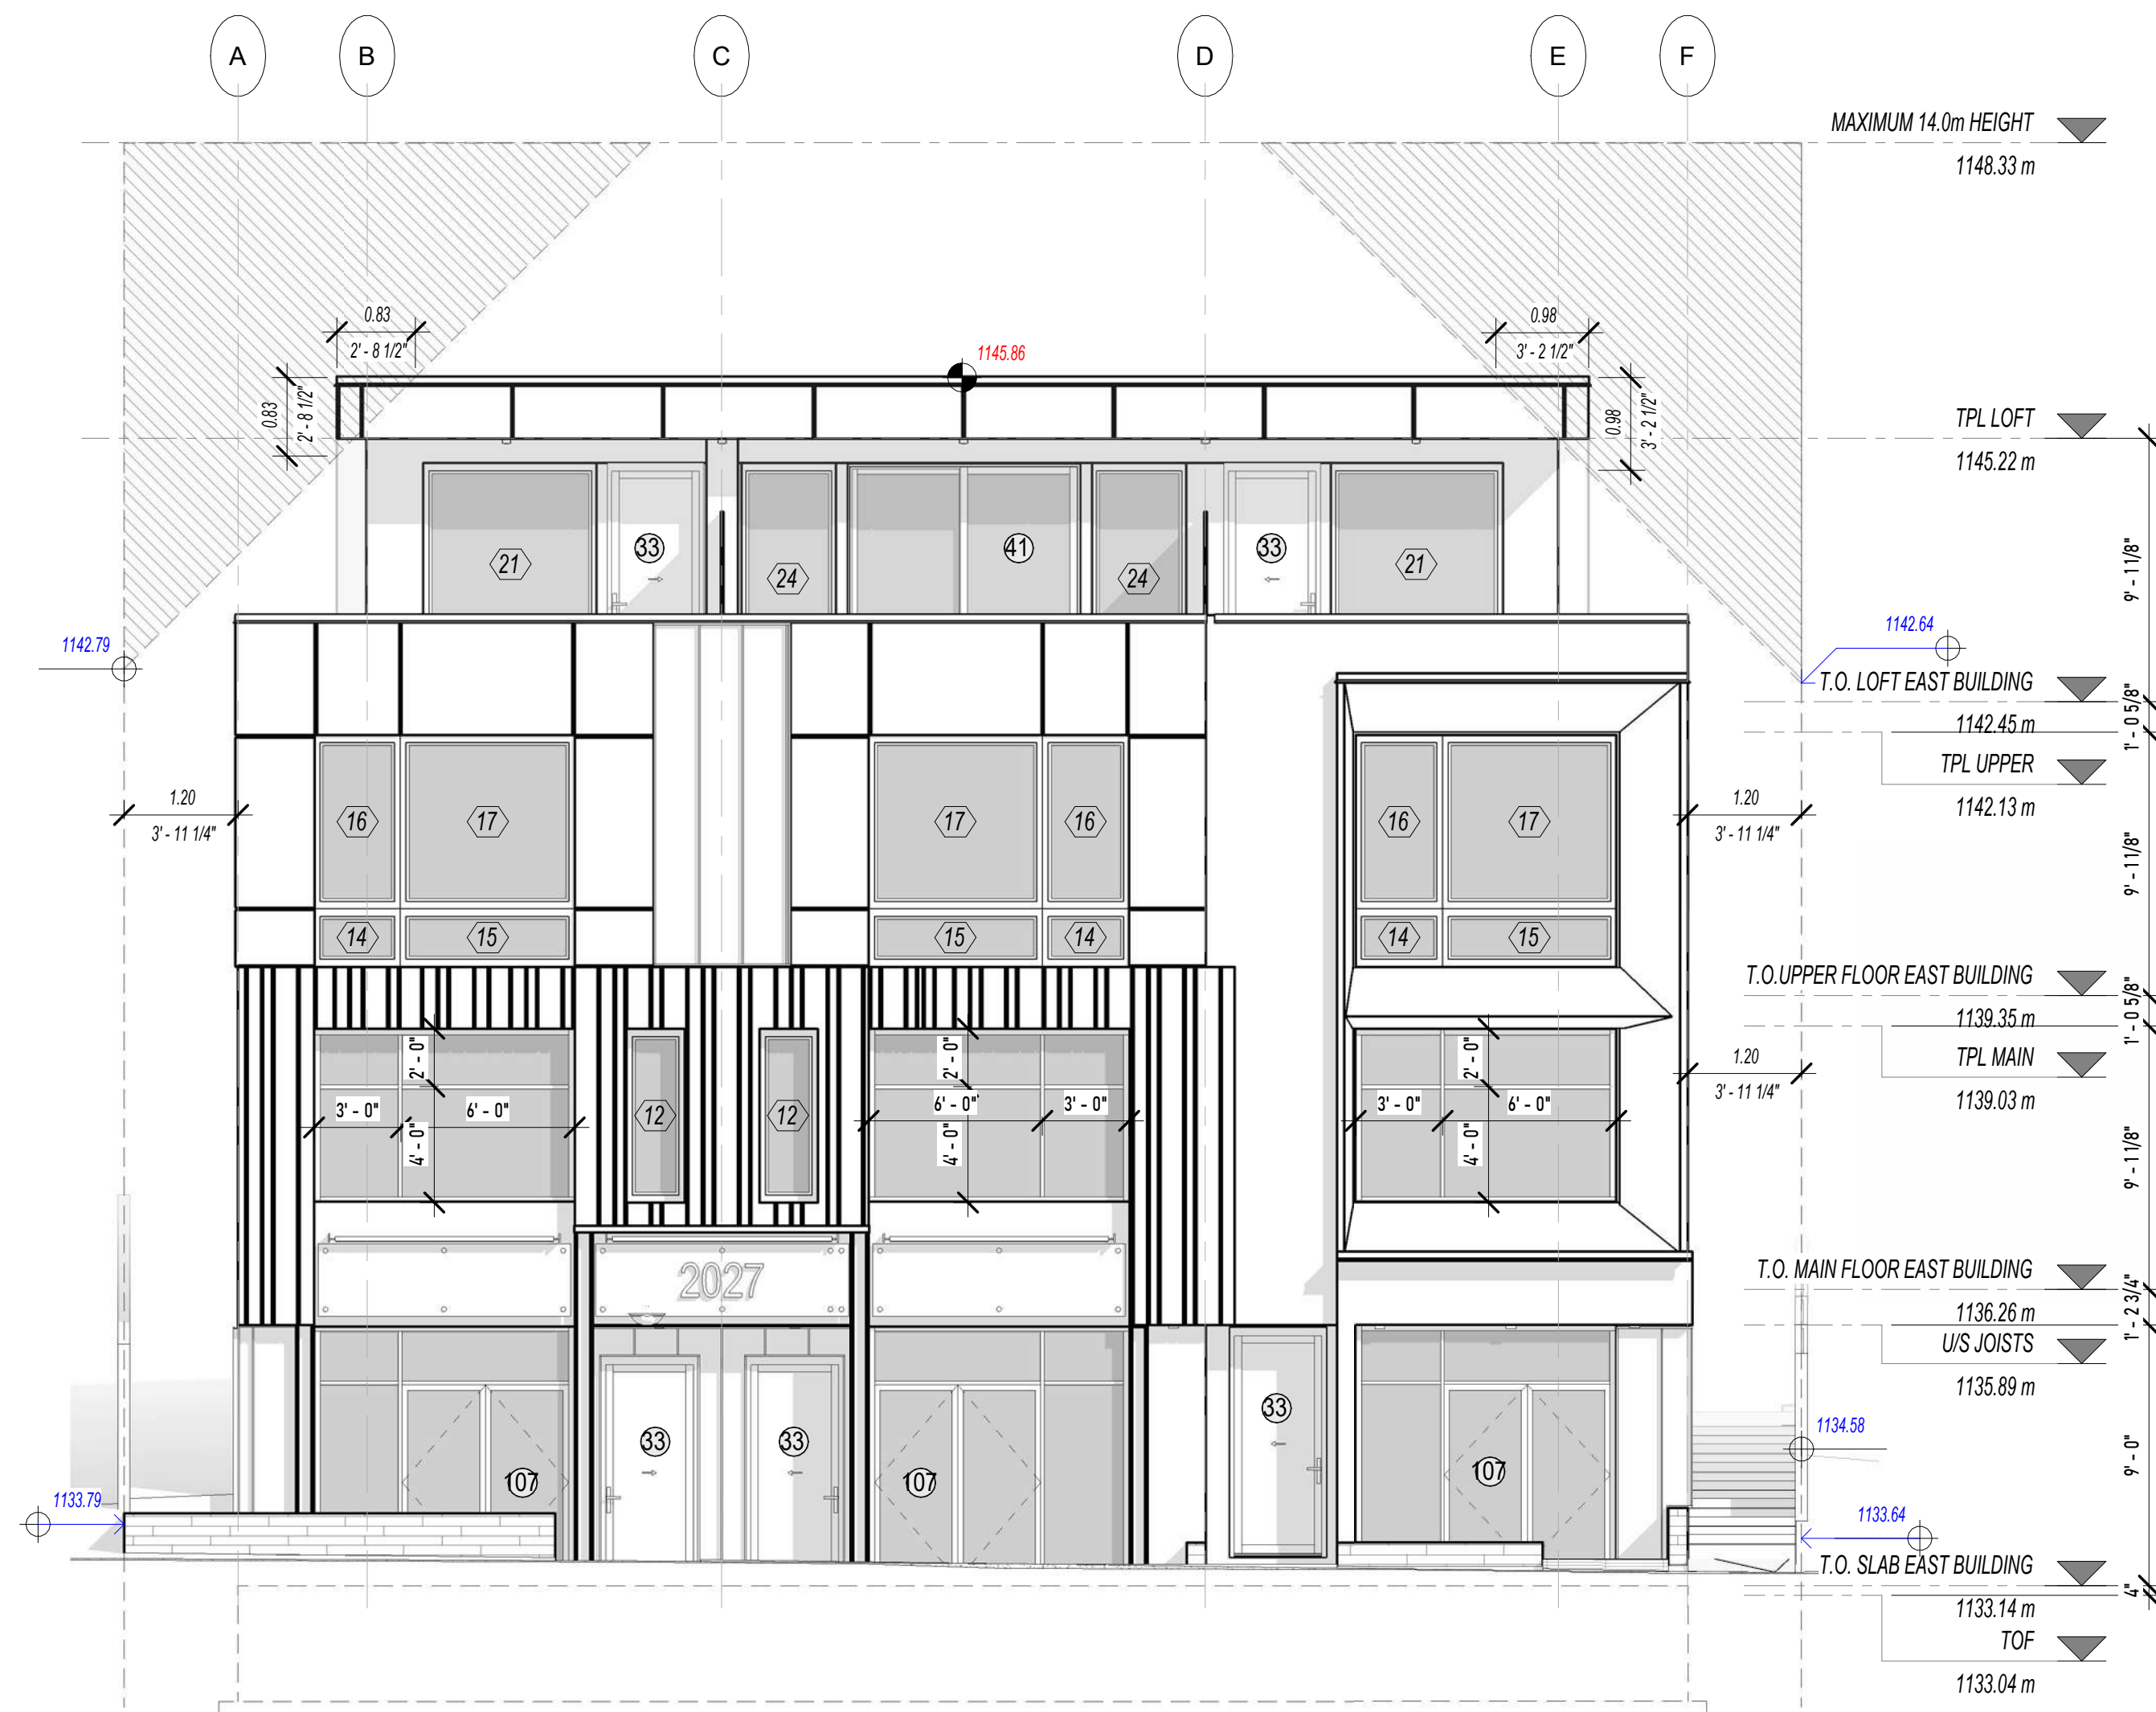 A B C D E F
MAXIMUM 14.0m HEIGHT
1148.33 m
0.83
2' - 8 1/2"
0.98
3' - 2 1/2"
1145.86
0.83
2' - 8 1/2"
0.98
3' - 2 1/2"
TPL LOFT
1145.22 m
21 33 24 41 24 33 21
9' - 1 1/8"
1142.79
1142.64
T.O. LOFT EAST BUILDING
1142.45 m
1' - 0 5/8"
TPL UPPER
1142.13 m
1.20
3' - 11 1/4"
16 17 17 16 16 17
1.20
3' - 11 1/4"
9' - 1 1/8"
14 15 15 14 14 15
T.O.UPPER FLOOR EAST BUILDING
1139.35 m
1' - 0 5/8"
TPL MAIN
1139.03 m
2' - 0" 2' - 0" 2' - 0"
1.20
3' - 11 1/4"
3' - 0" 6' - 0" 12 12 6' - 0" 3' - 0" 3' - 0" 6' - 0"
4' - 0" 4' - 0" 4' - 0"
9' - 1 1/8"
2027
T.O. MAIN FLOOR EAST BUILDING
1136.26 m
1' - 2 3/4"
U/S JOISTS
1135.89 m
33
1134.58
33 33
107 107 107
9' - 0"
1133.79
1133.64
T.O. SLAB EAST BUILDING
1133.14 m
4"
TOF
1133.04 m